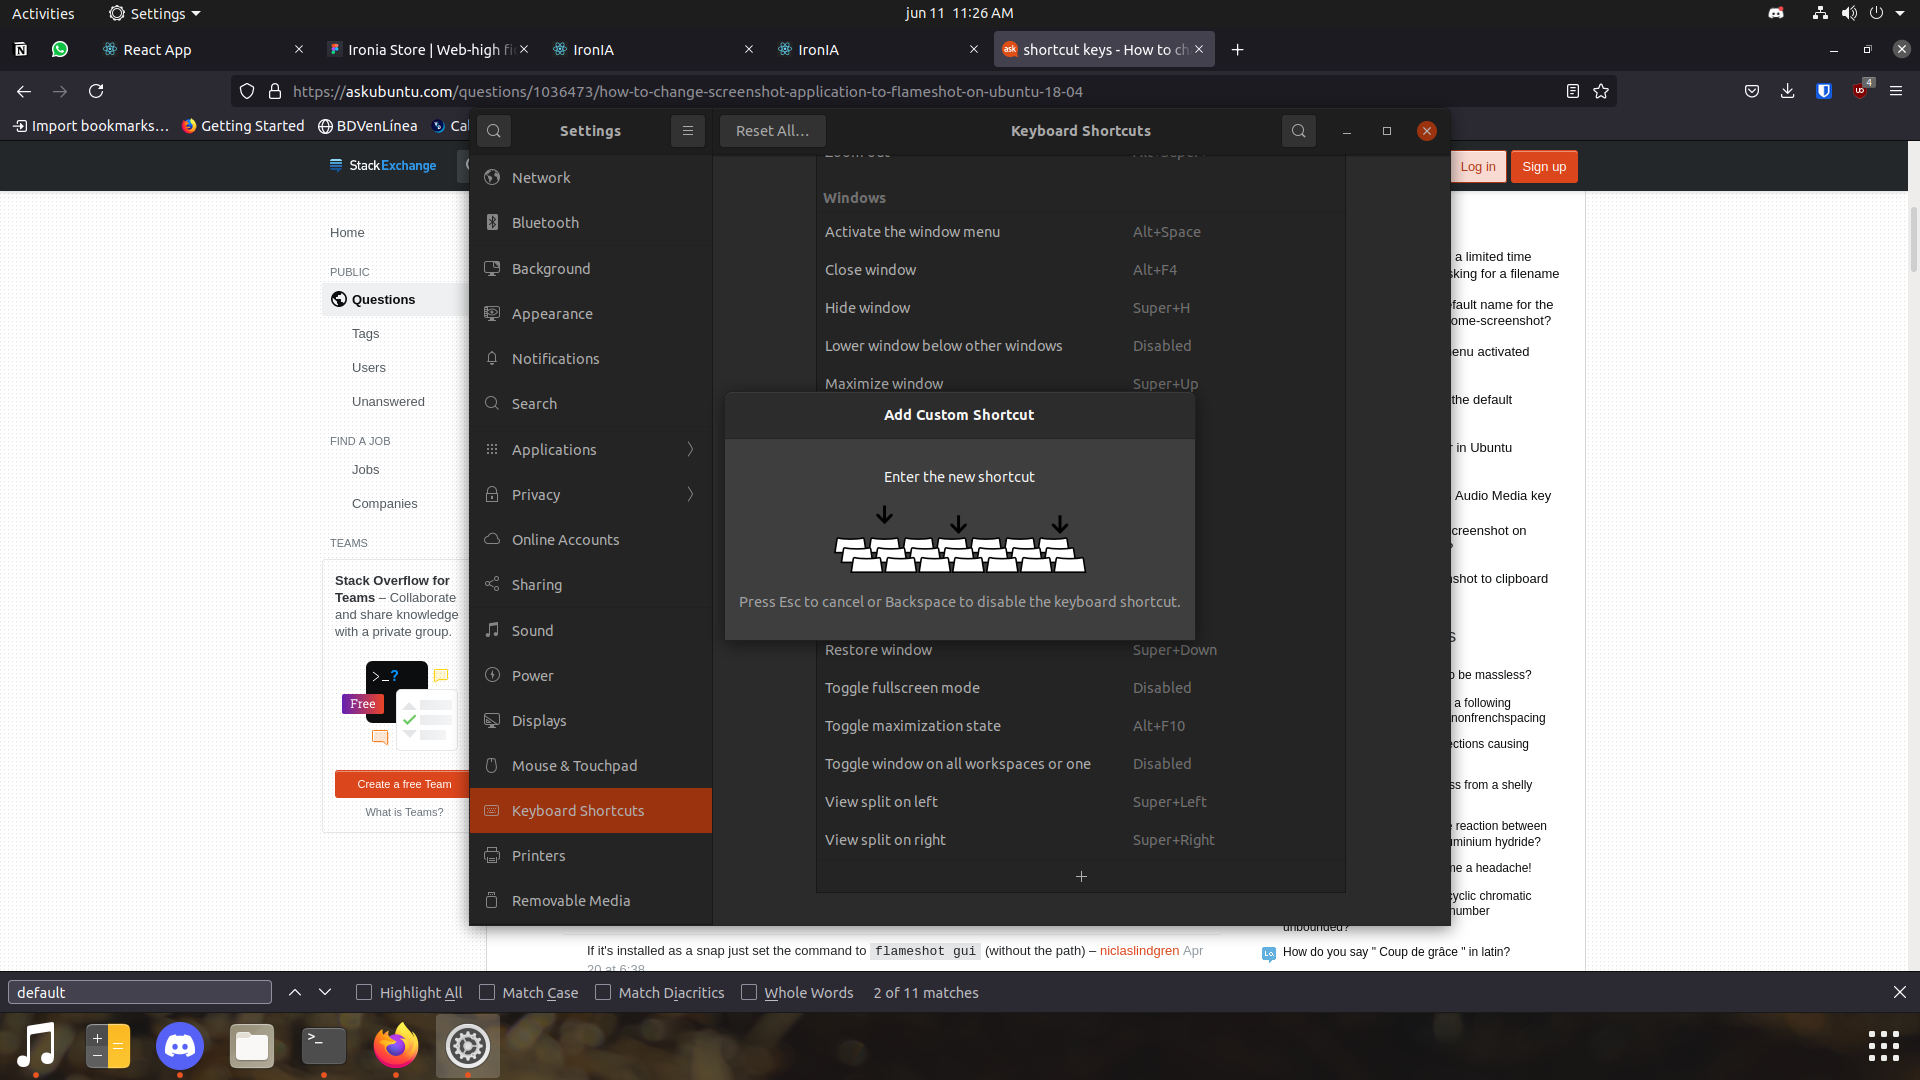 Activities
Settings
jun 11 11:26 AM
React App
Ironia Store | Web-high fi
IronIA
IronIA
shortcut keys - How to ch
https://askubuntu.com/questions/1036473/how-to-change-screenshot-application-to-flameshot-on-ubuntu-18-04
4
Import bookmarks…
Getting Started
BDVenLínea
Cal
StackExchange
Log in
Sign up
Home
PUBLIC
Questions
Tags
Users
Unanswered
FIND A JOB
Jobs
Companies
TEAMS
Stack Overflow for
Teams – Collaborate
and share knowledge
with a private group.
>_?
Free
Create a free Team
What is Teams?
Settings
Reset All…
Keyboard Shortcuts
Network
Bluetooth
Background
Appearance
Notifications
Search
Applications
Privacy
Online Accounts
Sharing
Sound
Power
Displays
Mouse & Touchpad
Keyboard Shortcuts
Printers
Removable Media
Windows
Activate the window menu Alt+Space
Close window Alt+F4
Hide window Super+H
Lower window below other windows Disabled
Maximize window Super+Up
Add Custom Shortcut
Enter the new shortcut
Press Esc to cancel or Backspace to disable the keyboard shortcut.
Restore window Super+Down
Toggle fullscreen mode Disabled
Toggle maximization state Alt+F10
Toggle window on all workspaces or one Disabled
View split on left Super+Left
View split on right Super+Right
a limited time
sking for a filename
efault name for the
ome-screenshot?
enu activated
the default
r in Ubuntu
Audio Media key
creenshot on
nshot to clipboard
s
o be massless?
a following
nonfrenchspacing
ections causing
ss from a shelly
e reaction between
uminium hydride?
ne a headache!
cyclic chromatic
number
unbounded?
How do you say " Coup de grâce " in latin?
If it's installed as a snap just set the command to flameshot gui (without the path) – niclaslindgren Apr
20 at 6:38
default
Highlight All
Match Case
Match Diacritics
Whole Words
2 of 11 matches